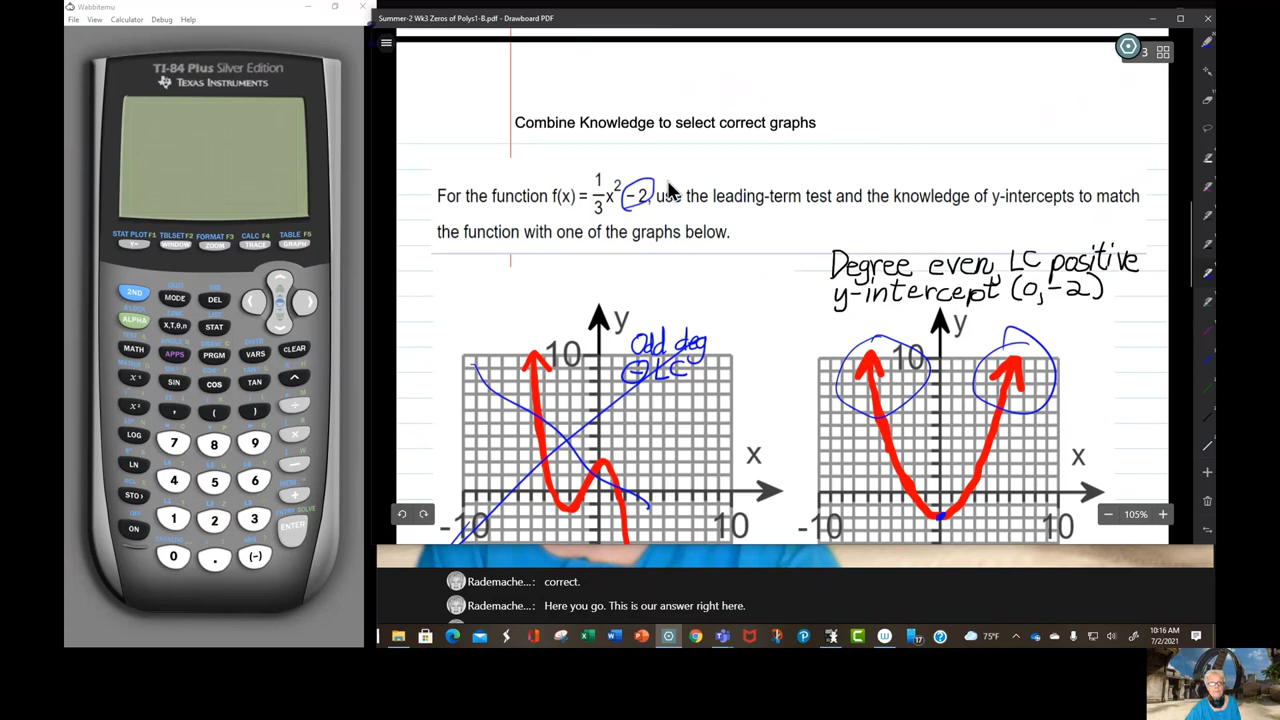 Wabbitemu
File View Calculator Debug Help
TI-84 Plus Silver Edition
TEXAS INSTRUMENTS
STAT PLOT F1 TBLSET F2 FORMAT F3 CALC F4 TABLE F5
Y= WINDOW ZOOM TRACE GRAPH
2ND MODE DEL
ALPHA X,T,θ,n STAT
MATH APPS PRGM VARS CLEAR
SIN COS TAN ^
x² , ( ) ÷
LOG 7 8 9 ×
LN 4 5 6 −
STO› 1 2 3 +
ON 0 . (−) ENTER
Summer-2 Wk3 Zeros of Polys1-B.pdf - Drawboard PDF
3
Combine Knowledge to select correct graphs
For the function f(x) = 1/3 x² − 2, use the leading-term test and the knowledge of y-intercepts to match
the function with one of the graphs below.
Degree even, LC positive
y-intercept (0,-2)
y
10
Odd deg
- LC
x
-10
10
y
10
x
-10
10
105%
Rademache...: correct.
Rademache...: Here you go. This is our answer right here.
75°F
10:16 AM
7/2/2021